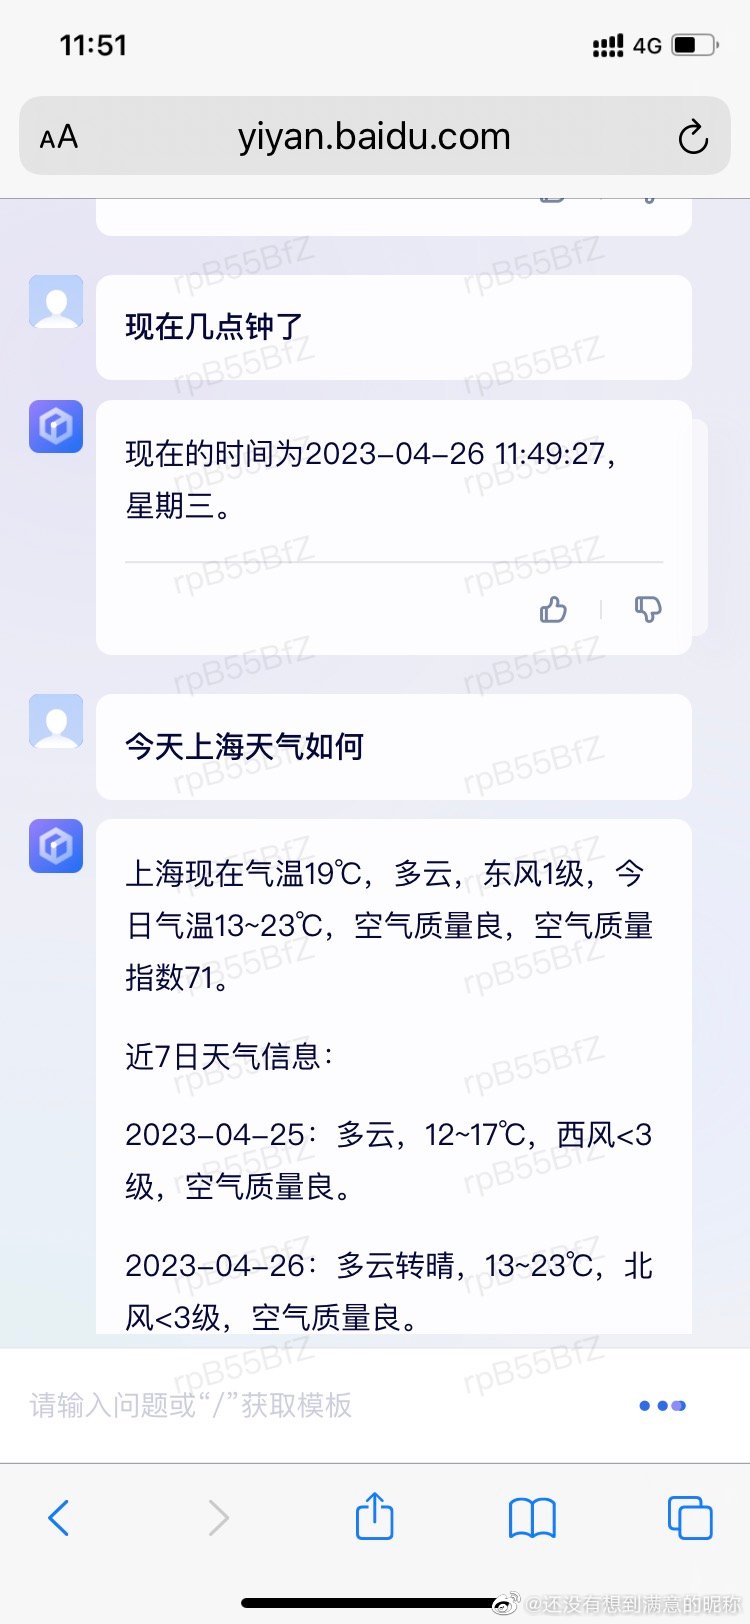 11:51
4G
AA
yiyan.baidu.com
现在几点钟了
现在的时间为2023-04-26 11:49:27,
星期三。
今天上海天气如何
上海现在气温19℃，多云，东风1级，今
日气温13~23℃，空气质量良，空气质量
指数71。
近7日天气信息：
2023-04-25：多云，12~17℃，西风<3
级，空气质量良。
2023-04-26：多云转晴，13~23℃，北
风<3级，空气质量良。
请输入问题或“/”获取模板
rpB55BfZ
@还没有想到满意的昵称